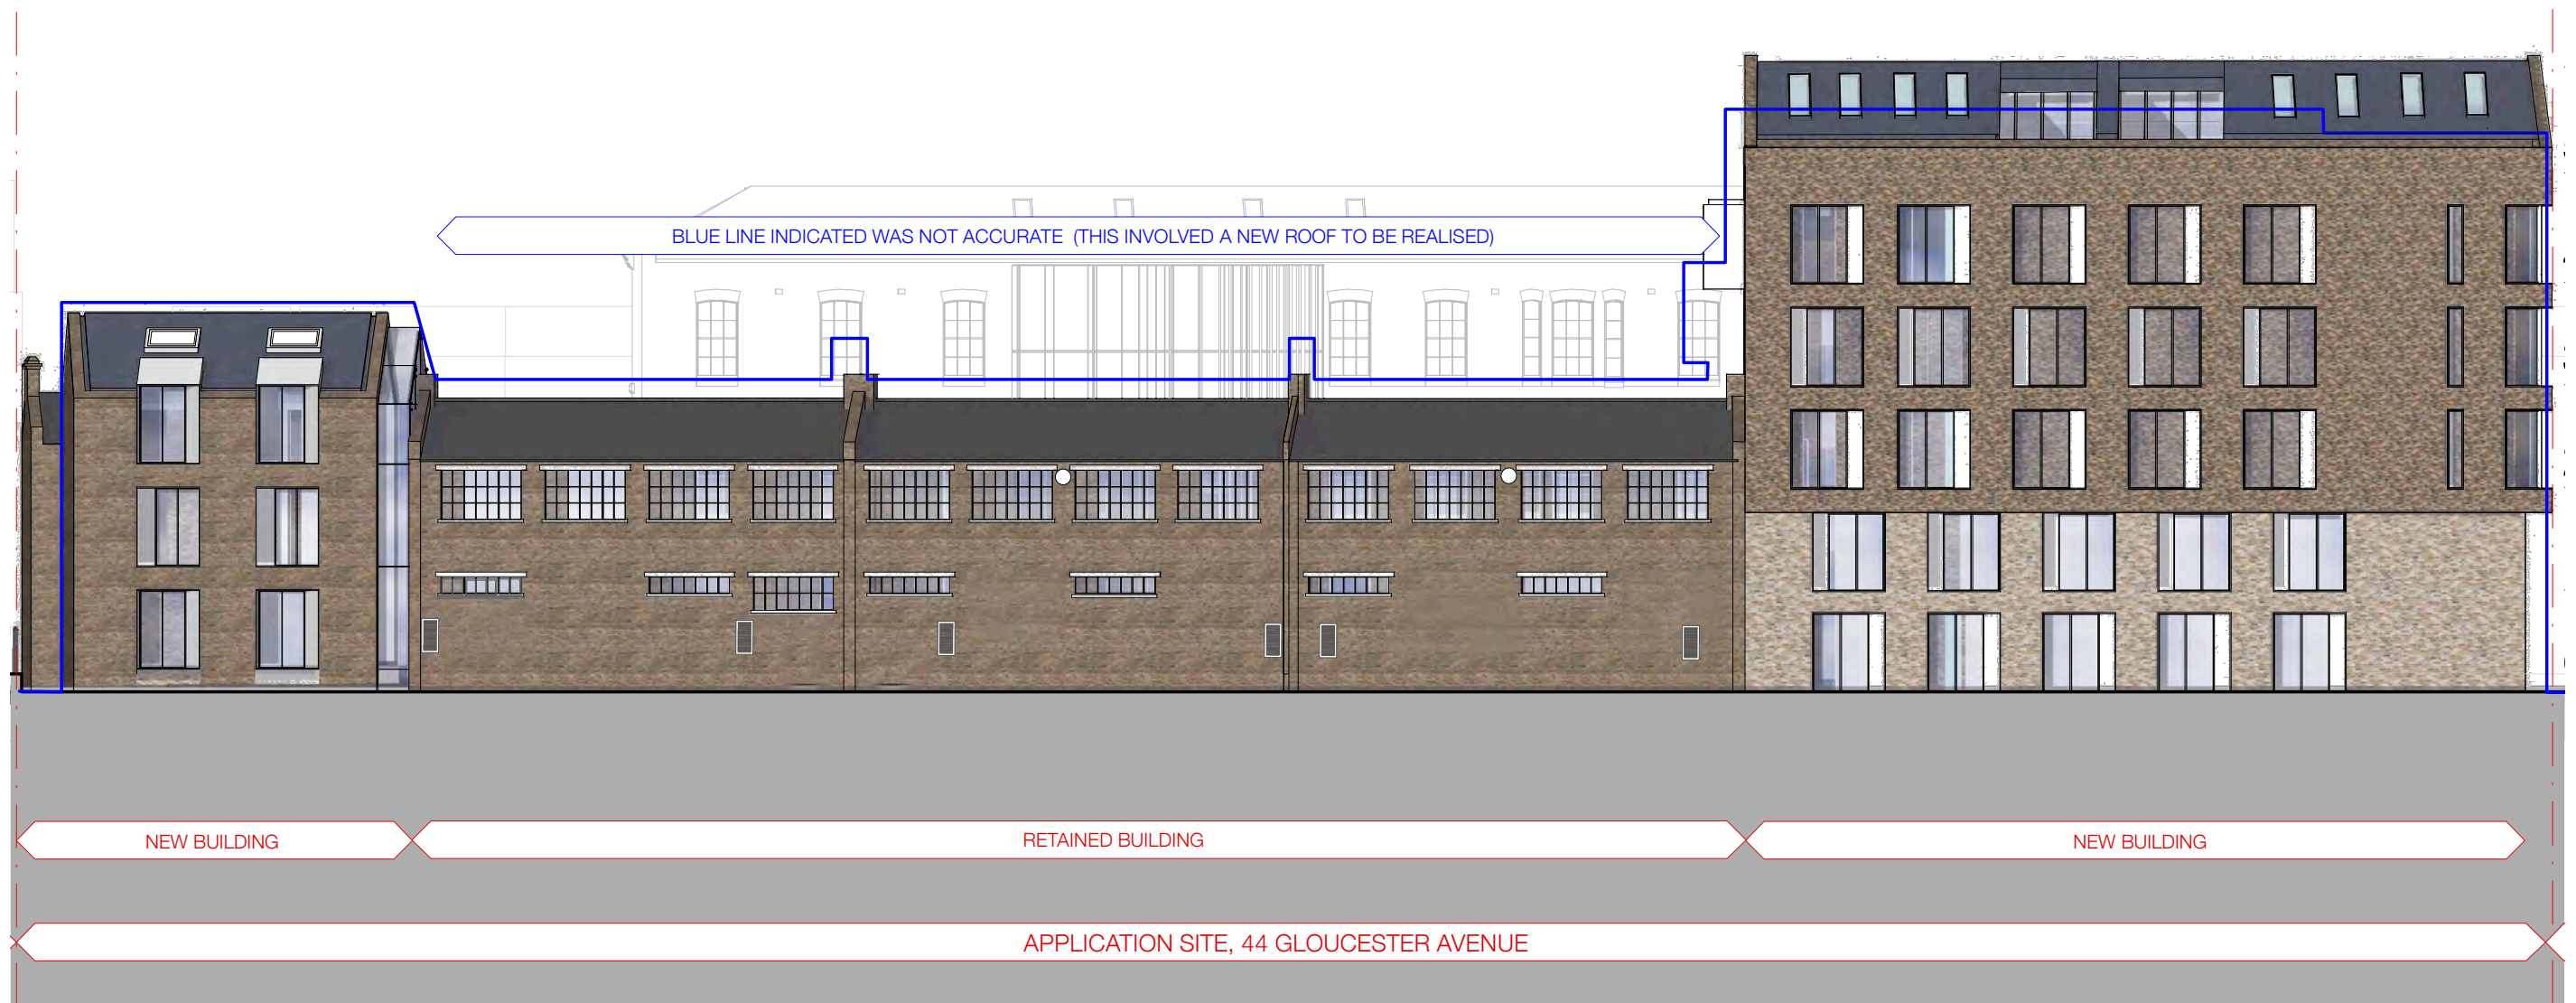 BLUE LINE INDICATED WAS NOT ACCURATE (THIS INVOLVED A NEW ROOF TO BE REALISED)
NEW BUILDING
RETAINED BUILDING
NEW BUILDING
APPLICATION SITE, 44 GLOUCESTER AVENUE